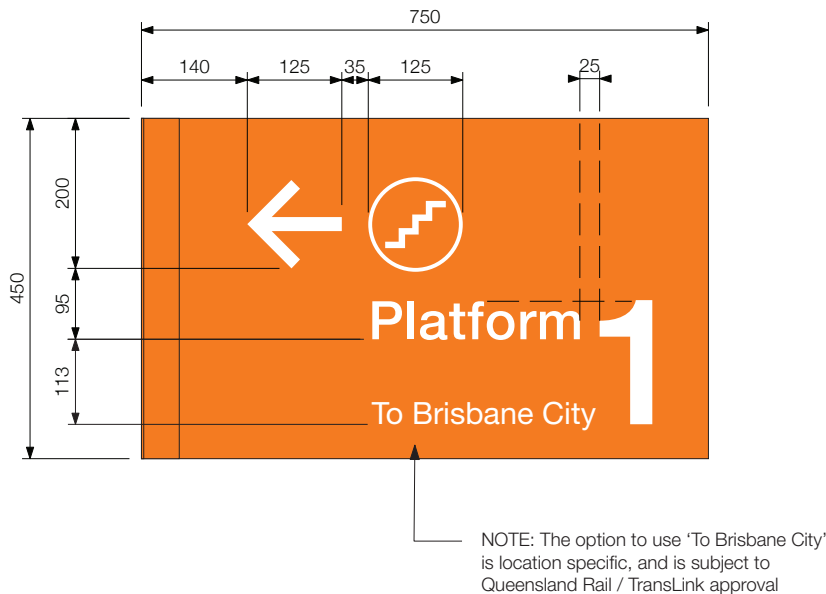 750
140 125 35 125 25
200
450
95
Platform 1
113
To Brisbane City
NOTE: The option to use ‘To Brisbane City’
is location specific, and is subject to
Queensland Rail / TransLink approval